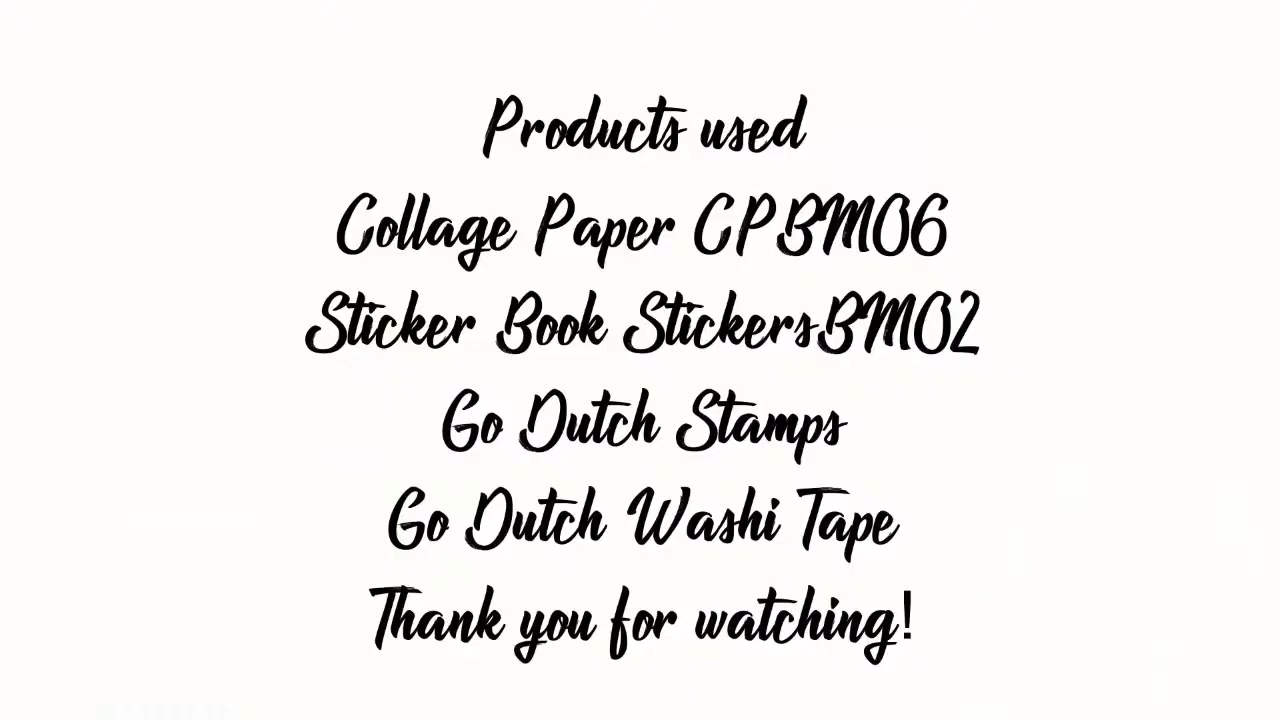 Products used
Collage Paper CPBM06
Sticker Book StickersBM02
Go Dutch Stamps
Go Dutch Washi Tape
Thank you for watching!